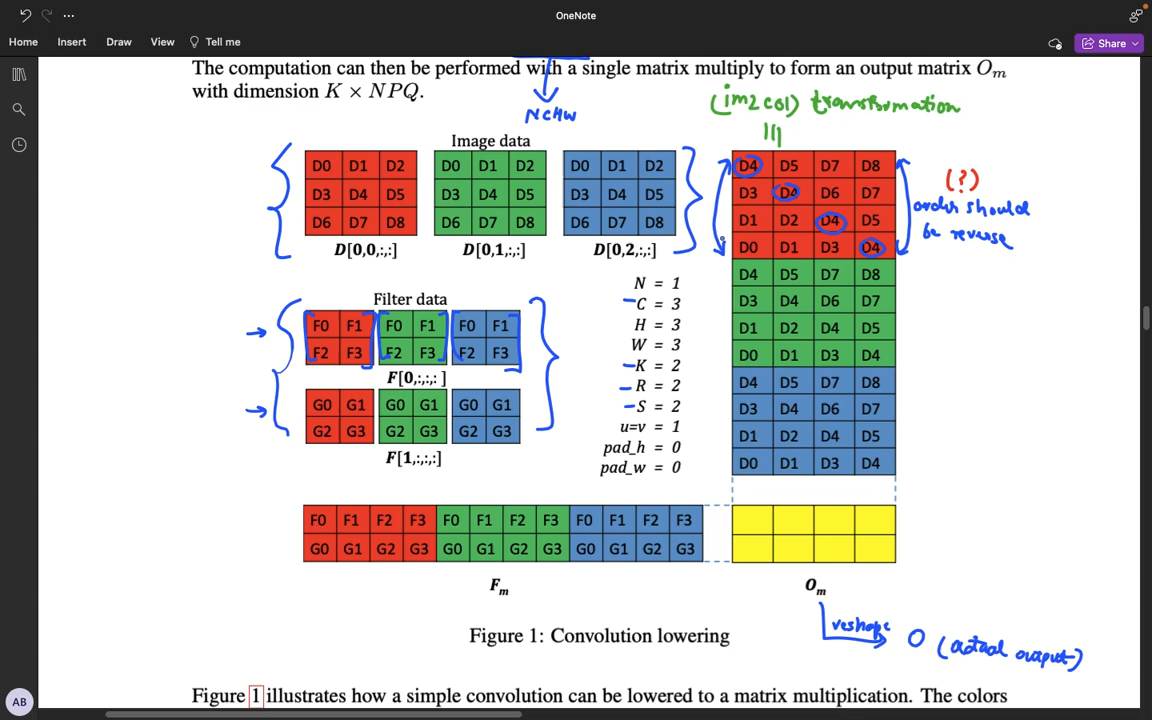 OneNote
Home Insert Draw View Tell me Share
The computation can then be performed with a single matrix multiply to form an output matrix Om
with dimension K × NPQ.
NCHW
(im2col) transformation
Image data
D0 D1 D2 D0 D1 D2 D0 D1 D2
D3 D4 D5 D3 D4 D5 D3 D4 D5
D6 D7 D8 D6 D7 D8 D6 D7 D8
D[0,0,:,:] D[0,1,:,:] D[0,2,:,:]
D4 D5 D7 D8
D3 D4 D6 D7
D1 D2 D4 D5
D0 D1 D3 D4
D4 D5 D7 D8
D3 D4 D6 D7
D1 D2 D4 D5
D0 D1 D3 D4
D4 D5 D7 D8
D3 D4 D6 D7
D1 D2 D4 D5
D0 D1 D3 D4
(?)
order should
be reverse
Filter data
F0 F1 F0 F1 F0 F1
F2 F3 F2 F3 F2 F3
F[0,:,:,: ]
G0 G1 G0 G1 G0 G1
G2 G3 G2 G3 G2 G3
F[1,:,:,:]
N = 1
C = 3
H = 3
W = 3
K = 2
R = 2
S = 2
u=v = 1
pad_h = 0
pad_w = 0
F0 F1 F2 F3 F0 F1 F2 F3 F0 F1 F2 F3
G0 G1 G2 G3 G0 G1 G2 G3 G0 G1 G2 G3
Fm
Om
reshape O (actual output)
Figure 1: Convolution lowering
Figure 1 illustrates how a simple convolution can be lowered to a matrix multiplication. The colors
AB